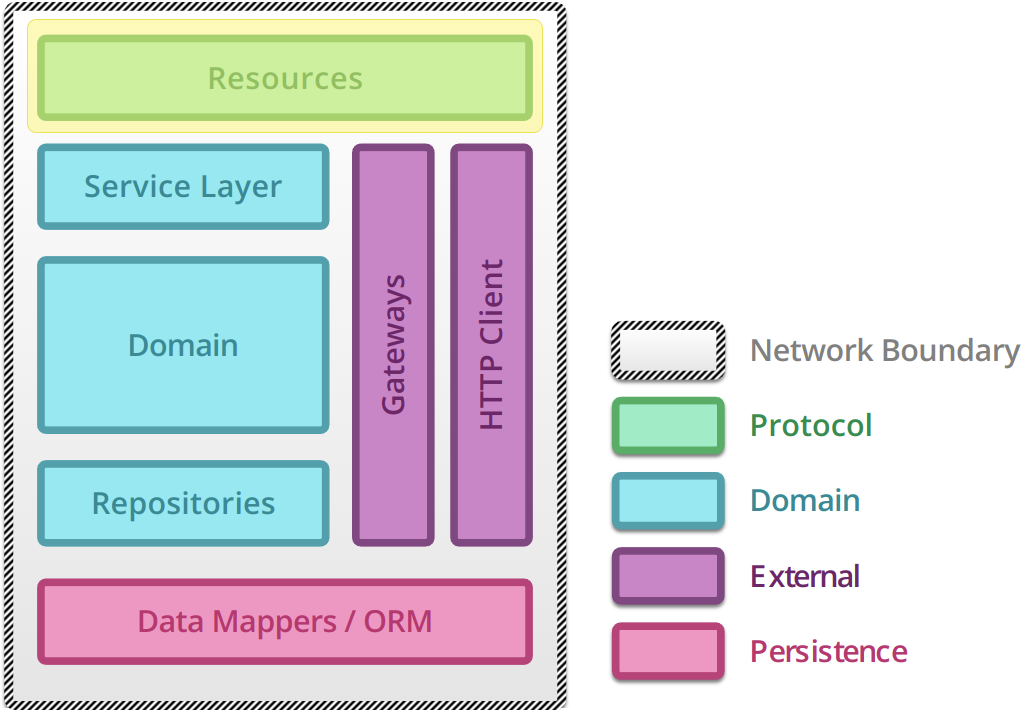 Resources
Service Layer
Domain
Repositories
Gateways
HTTP Client
Data Mappers / ORM
Network Boundary
Protocol
Domain
External
Persistence